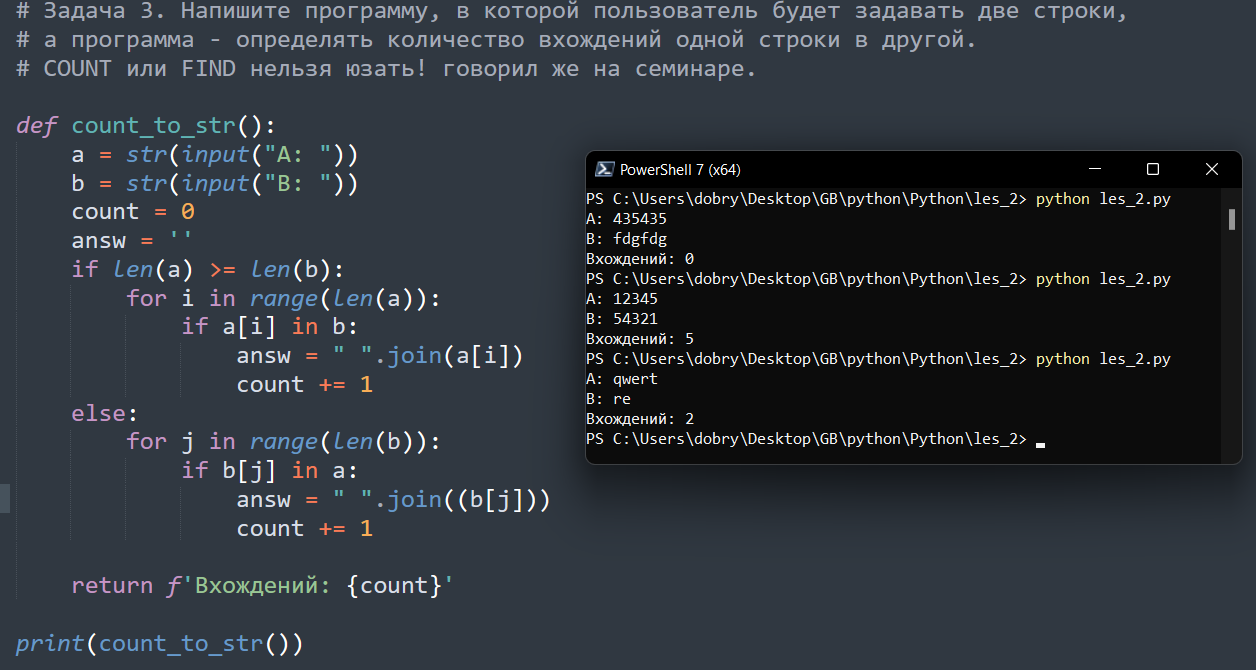 # Задача 3. Напишите программу, в которой пользователь будет задавать две строки,
# а программа - определять количество вхождений одной строки в другой.
# COUNT или FIND нельзя юзать! говорил же на семинаре.
def count_to_str():
    a = str(input("A: "))
    b = str(input("B: "))
    count = 0
    answ = ''
    if len(a) >= len(b):
        for i in range(len(a)):
            if a[i] in b:
                answ = " ".join(a[i])
                count += 1
    else:
        for j in range(len(b)):
            if b[j] in a:
                answ = " ".join((b[j]))
                count += 1
    return f'Вхождений: {count}'
print(count_to_str())
PowerShell 7 (x64)
PS C:\Users\dobry\Desktop\GB\python\Python\les_2> python les_2.py
A: 435435
B: fdgfdg
Вхождений: 0
PS C:\Users\dobry\Desktop\GB\python\Python\les_2> python les_2.py
A: 12345
B: 54321
Вхождений: 5
PS C:\Users\dobry\Desktop\GB\python\Python\les_2> python les_2.py
A: qwert
B: re
Вхождений: 2
PS C:\Users\dobry\Desktop\GB\python\Python\les_2>